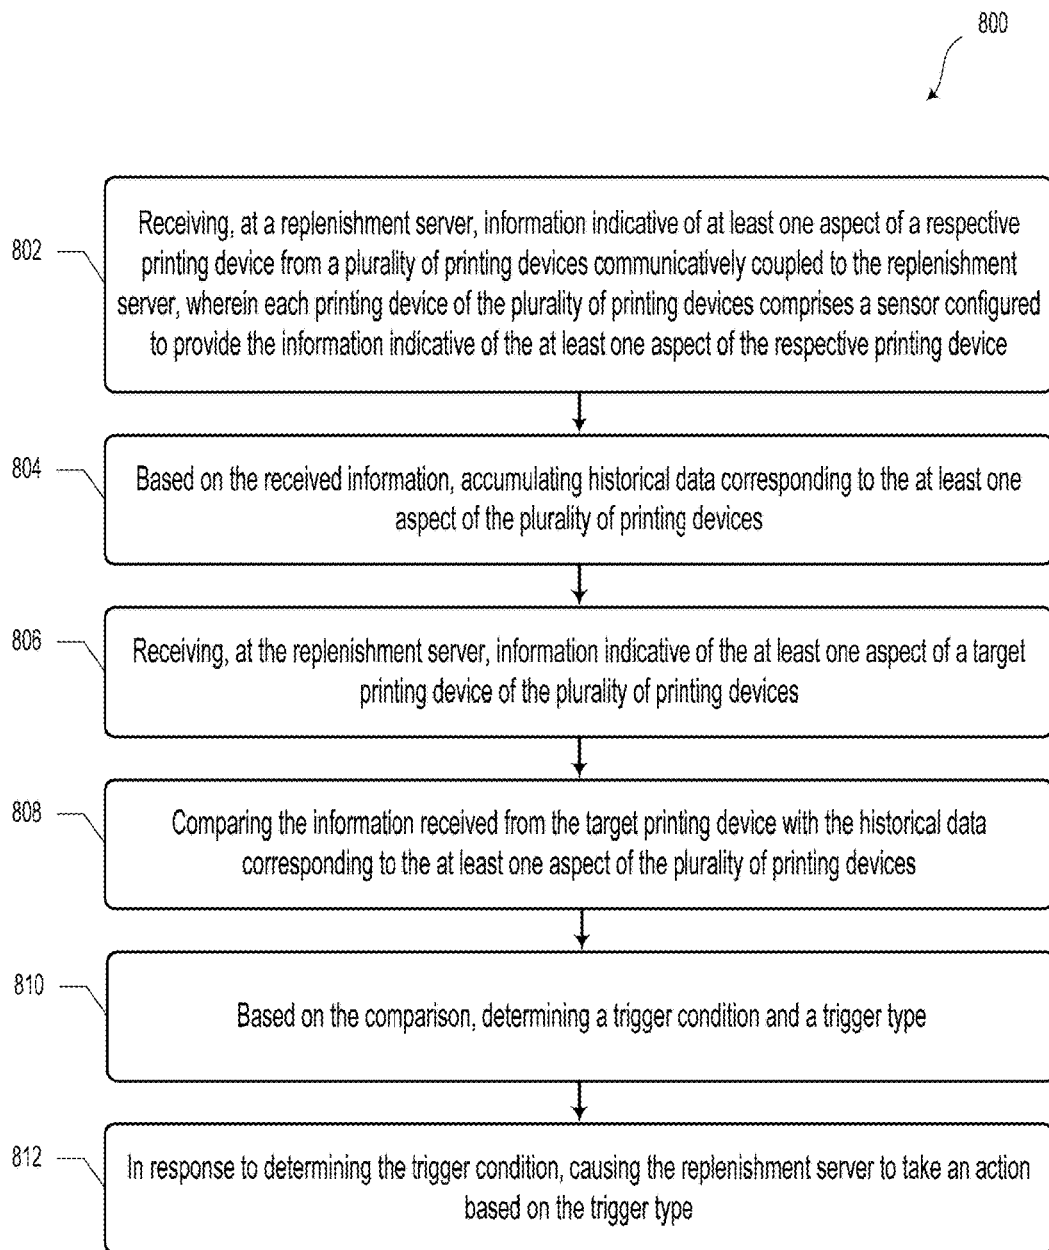 800
802
Receiving, at a replenishment server, information indicative of at least one aspect of a respective
printing device from a plurality of printing devices communicatively coupled to the replenishment
server, wherein each printing device of the plurality of printing devices comprises a sensor configured
to provide the information indicative of the at least one aspect of the respective printing device
804
Based on the received information, accumulating historical data corresponding to the at least one
aspect of the plurality of printing devices
806
Receiving, at the replenishment server, information indicative of the at least one aspect of a target
printing device of the plurality of printing devices
808
Comparing the information received from the target printing device with the historical data
corresponding to the at least one aspect of the plurality of printing devices
810
Based on the comparison, determining a trigger condition and a trigger type
812
In response to determining the trigger condition, causing the replenishment server to take an action
based on the trigger type